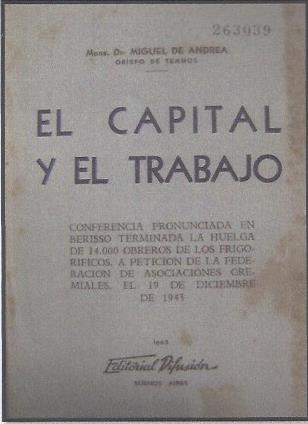 263039
Mons. Dr. MIGUEL DE ANDREA
OBISPO DE TEMNOS
EL CAPITAL
Y EL TRABAJO
CONFERENCIA PRONUNCIADA EN
BERISSO TERMINADA LA HUELGA
DE 14.000 OBREROS DE LOS FRIGO-
RIFICOS, A PETICION DE LA FEDE-
RACION DE ASOCIACIONES GRE-
MIALES, EL 19 DE DICIEMBRE
DE 1943
1943
Editorial Difusión
BUENOS AIRES